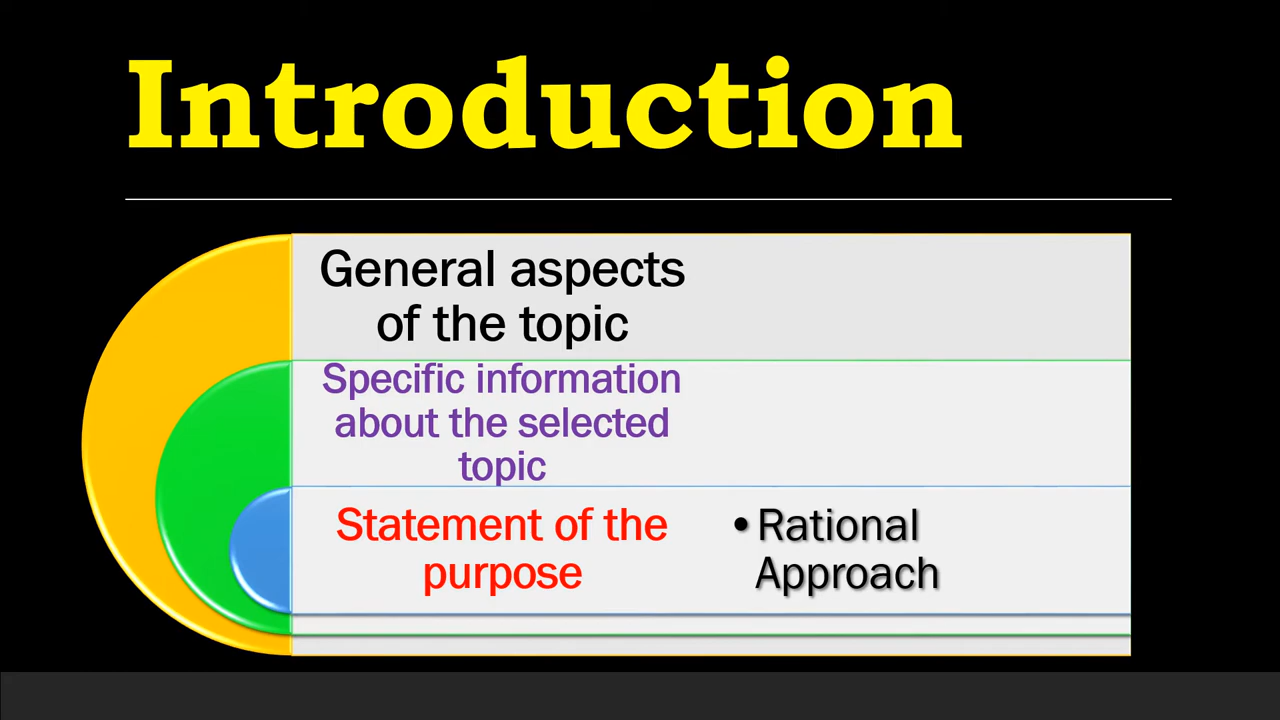 Introduction
General aspects
of the topic
Specific information
about the selected
topic
Statement of the
purpose
•Rational
Approach